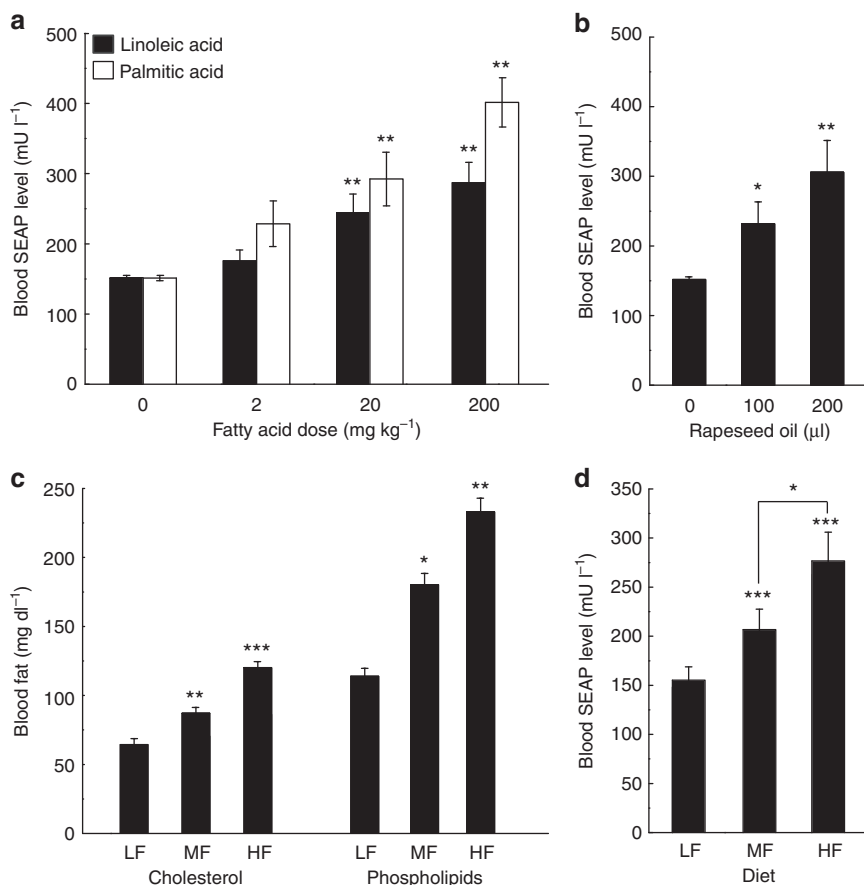 a
Linoleic acid
Palmitic acid
Blood SEAP level (mU l⁻¹)
500
400
300
200
100
0
**
**
**
**
0 2 20 200
Fatty acid dose (mg kg⁻¹)
b
Blood SEAP level (mU l⁻¹)
500
400
300
200
100
0
*
**
0 100 200
Rapeseed oil (µl)
c
Blood fat (mg dl⁻¹)
250
200
150
100
50
0
**
***
*
**
LF MF HF LF MF HF
Cholesterol Phospholipids
d
Blood SEAP level (mU l⁻¹)
350
300
250
200
150
100
50
0
*
***
***
LF MF HF
Diet